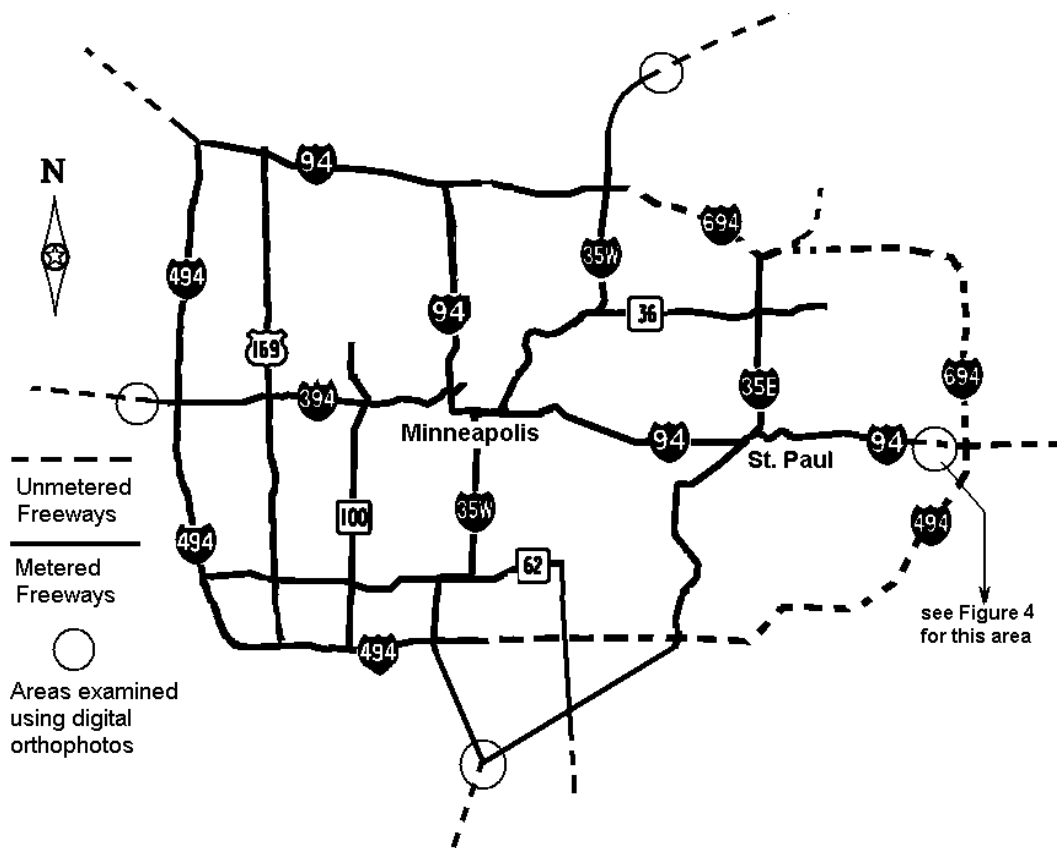 94
N
694
494
35W
94
36
169
394
35E
694
Minneapolis
94
St. Paul
94
Unmetered
Freeways
35W
100
494
494
62
Metered
Freeways
see Figure 4
for this area
494
Areas examined
using digital
orthophotos